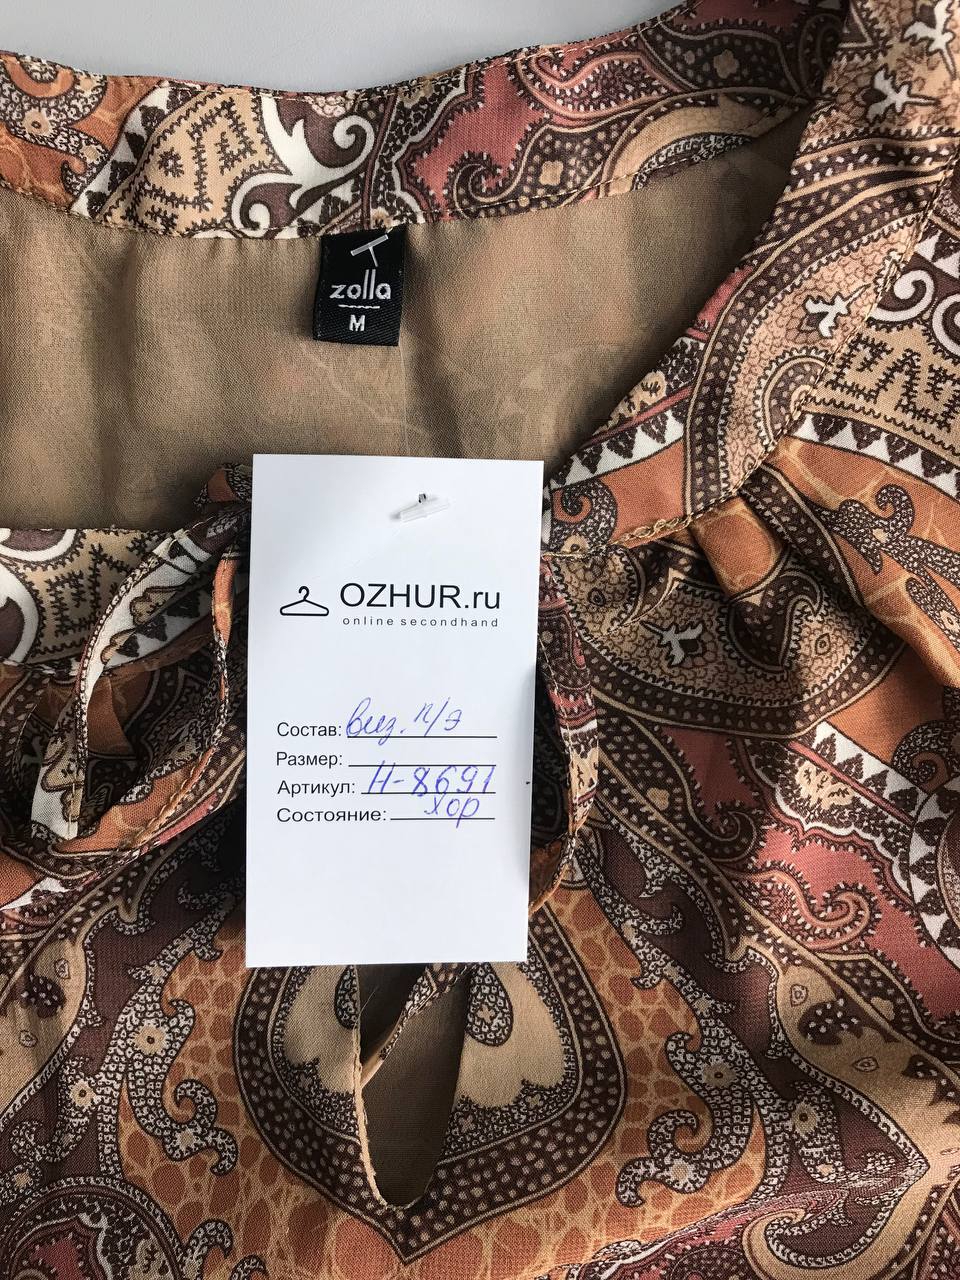 zolla
M
OZHUR.ru
online secondhand
Состав: виз. п/э
Размер:
Артикул: Н-8691
Состояние: хор